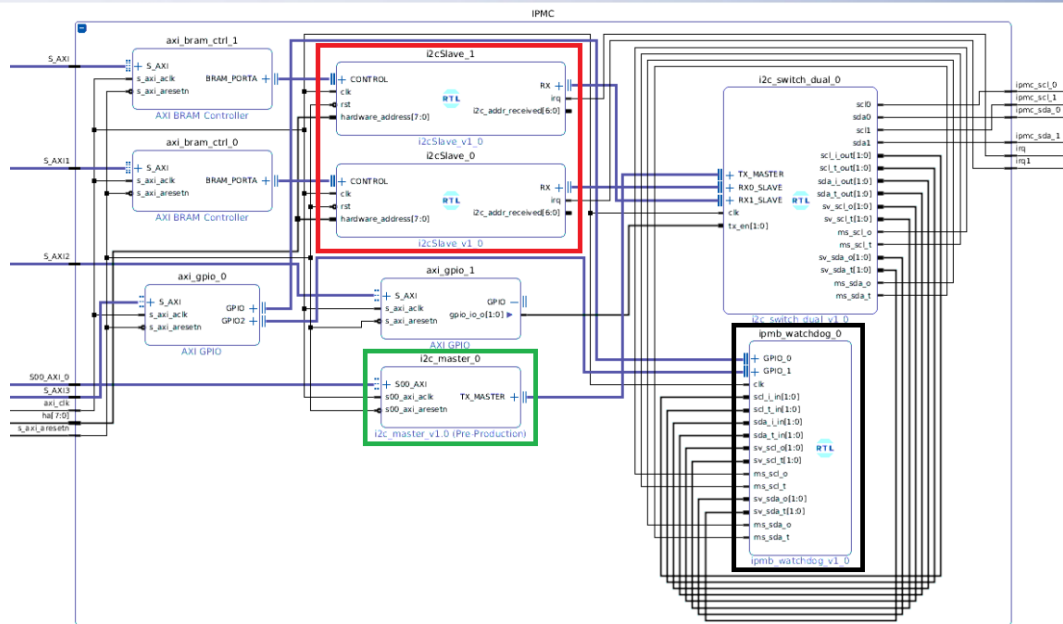 IPMC
S_AXI
S_AXI1
S_AXI2
S00_AXI_0
S_AXI3
axi_clk
ha[7:0]
s_axi_aresetn
axi_bram_ctrl_1
S_AXI
s_axi_aclk
s_axi_aresetn
BRAM_PORTA
AXI BRAM Controller
axi_bram_ctrl_0
S_AXI
s_axi_aclk
s_axi_aresetn
BRAM_PORTA
AXI BRAM Controller
axi_gpio_0
S_AXI
s_axi_aclk
s_axi_aresetn
GPIO
GPIO2
AXI GPIO
i2cSlave_1
CONTROL
clk
rst
hardware_address[7:0]
RTL
RX
irq
i2c_addr_received[6:0]
i2cSlave_v1_0
i2cSlave_0
CONTROL
clk
rst
hardware_address[7:0]
RTL
RX
irq
i2c_addr_received[6:0]
i2cSlave_v1_0
axi_gpio_1
S_AXI
s_axi_aclk
s_axi_aresetn
GPIO
gpio_io_o[1:0]
AXI GPIO
i2c_master_0
S00_AXI
s00_axi_aclk
s00_axi_aresetn
TX_MASTER
i2c_master_v1.0 (Pre-Production)
i2c_switch_dual_0
TX_MASTER
RX0_SLAVE
RX1_SLAVE
clk
tx_en[1:0]
RTL
scl0
sda0
scl1
sda1
scl_i_out[1:0]
scl_t_out[1:0]
sda_i_out[1:0]
sda_t_out[1:0]
sv_scl_o[1:0]
sv_scl_t[1:0]
ms_scl_o
ms_scl_t
sv_sda_o[1:0]
sv_sda_t[1:0]
ms_sda_o
ms_sda_t
i2c_switch_dual_v1_0
ipmb_watchdog_0
GPIO_0
GPIO_1
clk
scl_i_in[1:0]
scl_t_in[1:0]
sda_i_in[1:0]
sda_t_in[1:0]
sv_scl_o[1:0]
sv_scl_t[1:0]
ms_scl_o
ms_scl_t
sv_sda_o[1:0]
sv_sda_t[1:0]
ms_sda_o
ms_sda_t
RTL
ipmb_watchdog_v1_0
ipmc_scl_0
ipmc_scl_1
ipmc_sda_0
ipmc_sda_1
irq
irq1